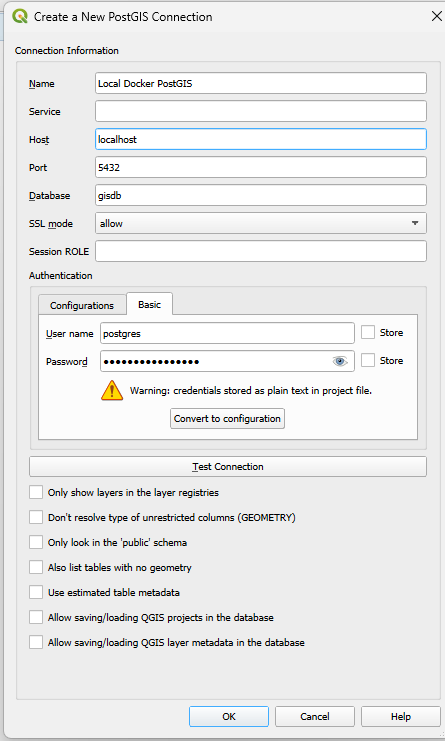 Create a New PostGIS Connection
Connection Information
Name Local Docker PostGIS
Service
Host localhost
Port 5432
Database gisdb
SSL mode allow
Session ROLE
Authentication
Configurations Basic
User name postgres Store
Password ●●●●●●●●●●●●●●●● Store
Warning: credentials stored as plain text in project file.
Convert to configuration
Test Connection
Only show layers in the layer registries
Don't resolve type of unrestricted columns (GEOMETRY)
Only look in the 'public' schema
Also list tables with no geometry
Use estimated table metadata
Allow saving/loading QGIS projects in the database
Allow saving/loading QGIS layer metadata in the database
OK Cancel Help